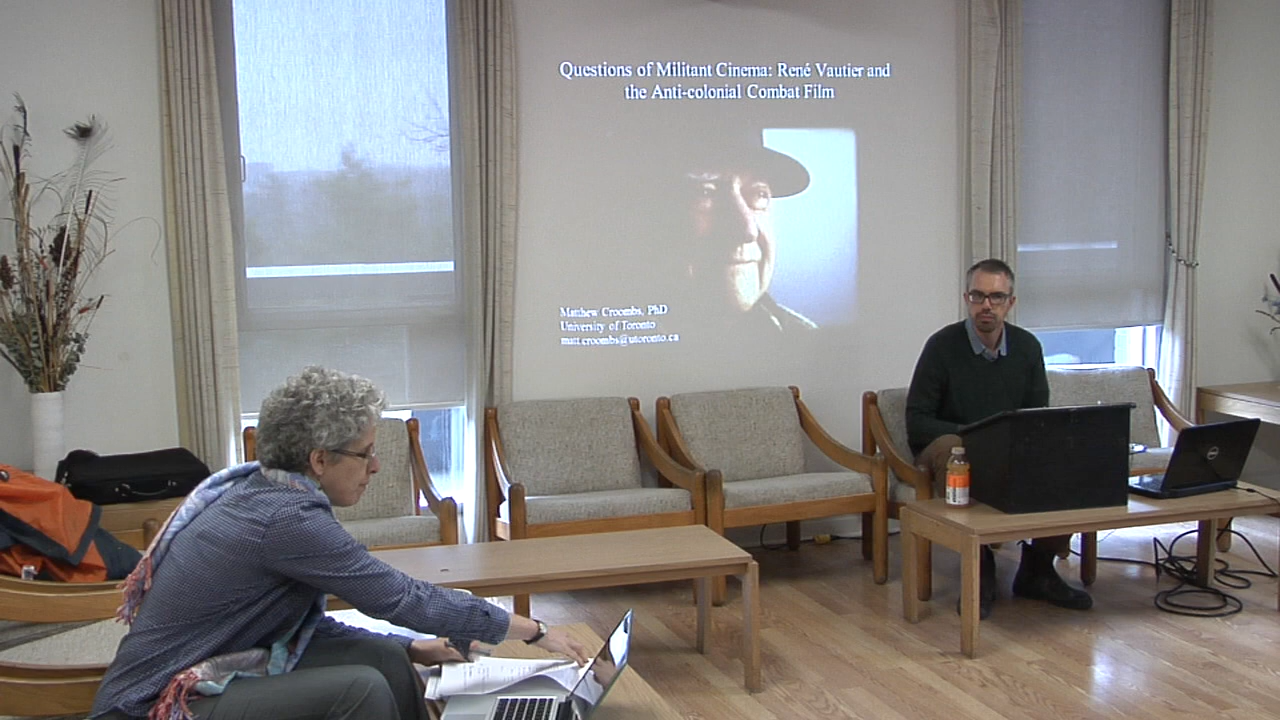 Questions of Militant Cinema: René Vautier and
the Anti-colonial Combat Film
Matthew Croombs, PhD
University of Toronto
matt.croombs@utoronto.ca
DELL